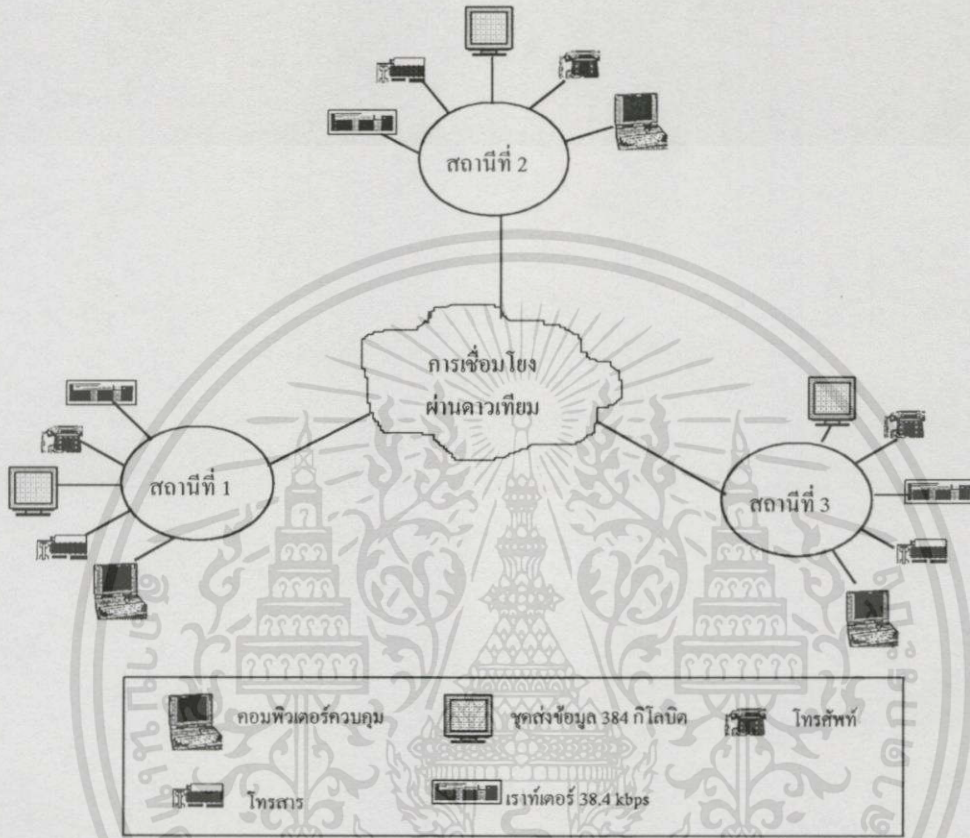 สถานีที่ 2
การเชื่อมโยง
ผ่านดาวเทียม
สถานีที่ 1
สถานีที่ 3
คอมพิวเตอร์ควบคุม
ชุดส่งข้อมูล 384 กิโลบิต
โทรศัพท์
โทรสาร
เราท์เตอร์ 38.4 kbps